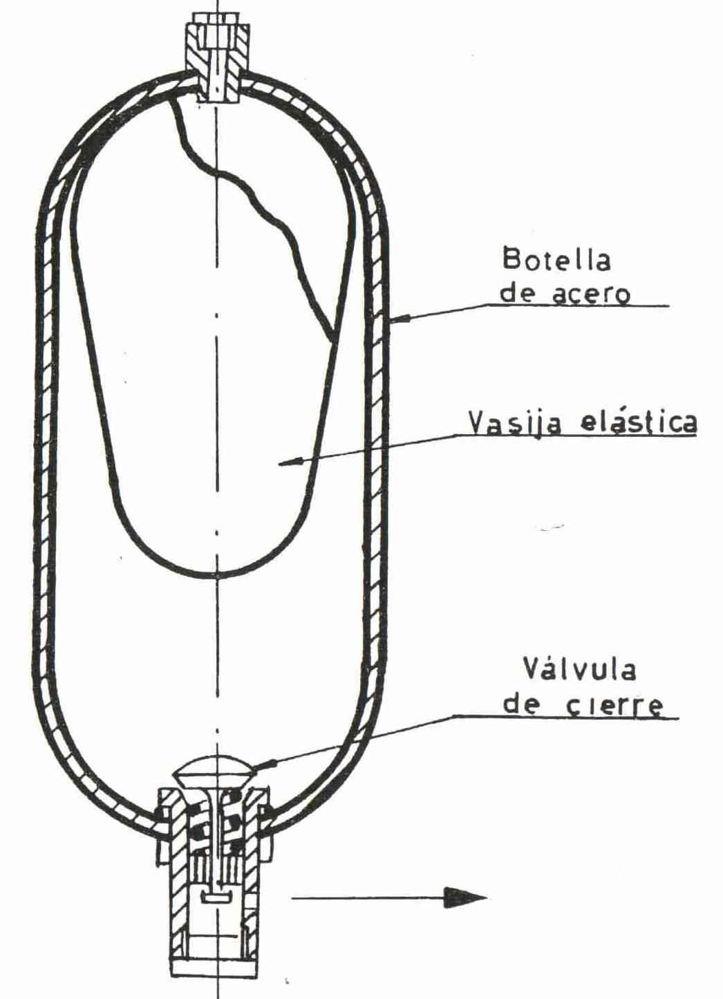 Botella
de acero
Vasija elástica
Válvula
de cierre